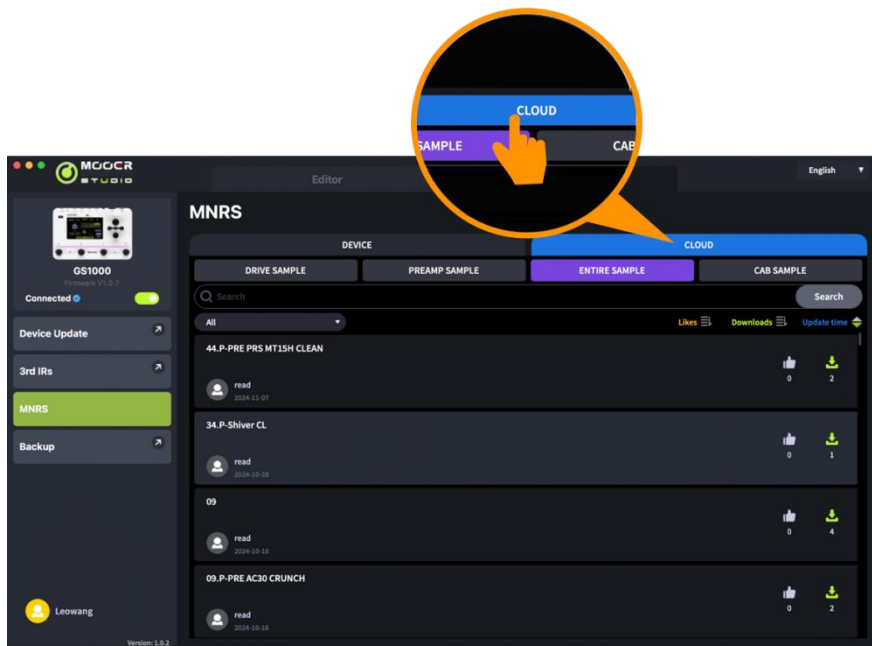 CLOUD
SAMPLE
CAB
MOOER
STUDIO
Editor
English
MNRS
DEVICE
CLOUD
GS1000
Firmware V1.0.7
Connected
DRIVE SAMPLE
PREAMP SAMPLE
ENTIRE SAMPLE
CAB SAMPLE
Search
Search
Device Update
All
Likes
Downloads
Update time
3rd IRs
44.P-PRE PRS MT15H CLEAN
read
0
2
2024-11-07
MNRS
34.P-Shiver CL
Backup
read
0
1
2024-10-28
09
read
0
4
2024-10-16
09.P-PRE AC30 CRUNCH
Leowang
read
0
2
2024-10-16
Version: 1.0.2